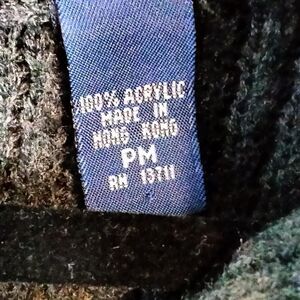 100% ACRYLIC
MADE IN
HONG KONG
PM
RN 13711